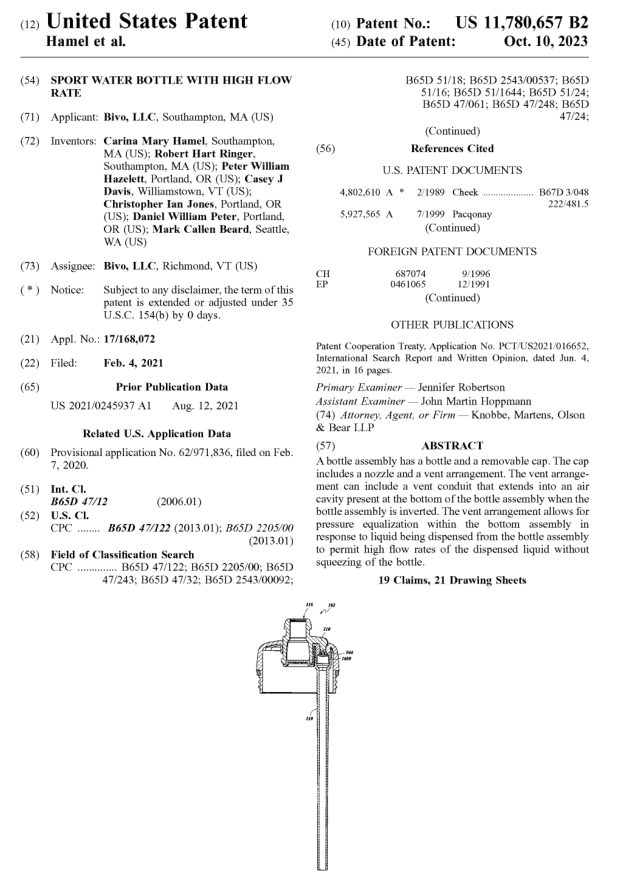 (12) United States Patent
Hamel et al.
(10) Patent No.: US 11,780,657 B2
(45) Date of Patent: Oct. 10, 2023
(54) SPORT WATER BOTTLE WITH HIGH FLOW
RATE
(71) Applicant: Bivo, LLC, Southampton, MA (US)
(72) Inventors: Carina Mary Hamel, Southampton,
MA (US); Robert Hart Ringer,
Southampton, MA (US); Peter William
Hazelett, Portland, OR (US); Casey J
Davis, Williamstown, VT (US);
Christopher Ian Jones, Portland, OR
(US); Daniel William Peter, Portland,
OR (US); Mark Callen Beard, Seattle,
WA (US)
(73) Assignee: Bivo, LLC, Richmond, VT (US)
( * ) Notice: Subject to any disclaimer, the term of this
patent is extended or adjusted under 35
U.S.C. 154(b) by 0 days.
(21) Appl. No.: 17/168,072
(22) Filed: Feb. 4, 2021
(65) Prior Publication Data
US 2021/0245937 A1 Aug. 12, 2021
Related U.S. Application Data
(60) Provisional application No. 62/971,836, filed on Feb.
7, 2020.
(51) Int. Cl.
B65D 47/12 (2006.01)
(52) U.S. Cl.
CPC ........ B65D 47/122 (2013.01); B65D 2205/00
(2013.01)
(58) Field of Classification Search
CPC .............. B65D 47/122; B65D 2205/00; B65D
47/243; B65D 47/32; B65D 2543/00092;
B65D 51/18; B65D 2543/00537; B65D
51/16; B65D 51/1644; B65D 51/24;
B65D 47/061; B65D 47/248; B65D
47/24;
(Continued)
(56) References Cited
U.S. PATENT DOCUMENTS
4,802,610 A * 2/1989 Cheek .................... B67D 3/048
222/481.5
5,927,565 A 7/1999 Pacqonay
(Continued)
FOREIGN PATENT DOCUMENTS
CH 687074 9/1996
EP 0461065 12/1991
(Continued)
OTHER PUBLICATIONS
Patent Cooperation Treaty, Application No. PCT/US2021/016652,
International Search Report and Written Opinion, dated Jun. 4,
2021, in 16 pages.
Primary Examiner — Jennifer Robertson
Assistant Examiner — John Martin Hoppmann
(74) Attorney, Agent, or Firm — Knobbe, Martens, Olson
& Bear LLP
(57) ABSTRACT
A bottle assembly has a bottle and a removable cap. The cap
includes a nozzle and a vent arrangement. The vent arrange-
ment can include a vent conduit that extends into an air
cavity present at the bottom of the bottle assembly when the
bottle assembly is inverted. The vent arrangement allows for
pressure equalization within the bottom assembly in
response to liquid being dispensed from the bottle assembly
to permit high flow rates of the dispensed liquid without
squeezing of the bottle.
19 Claims, 21 Drawing Sheets